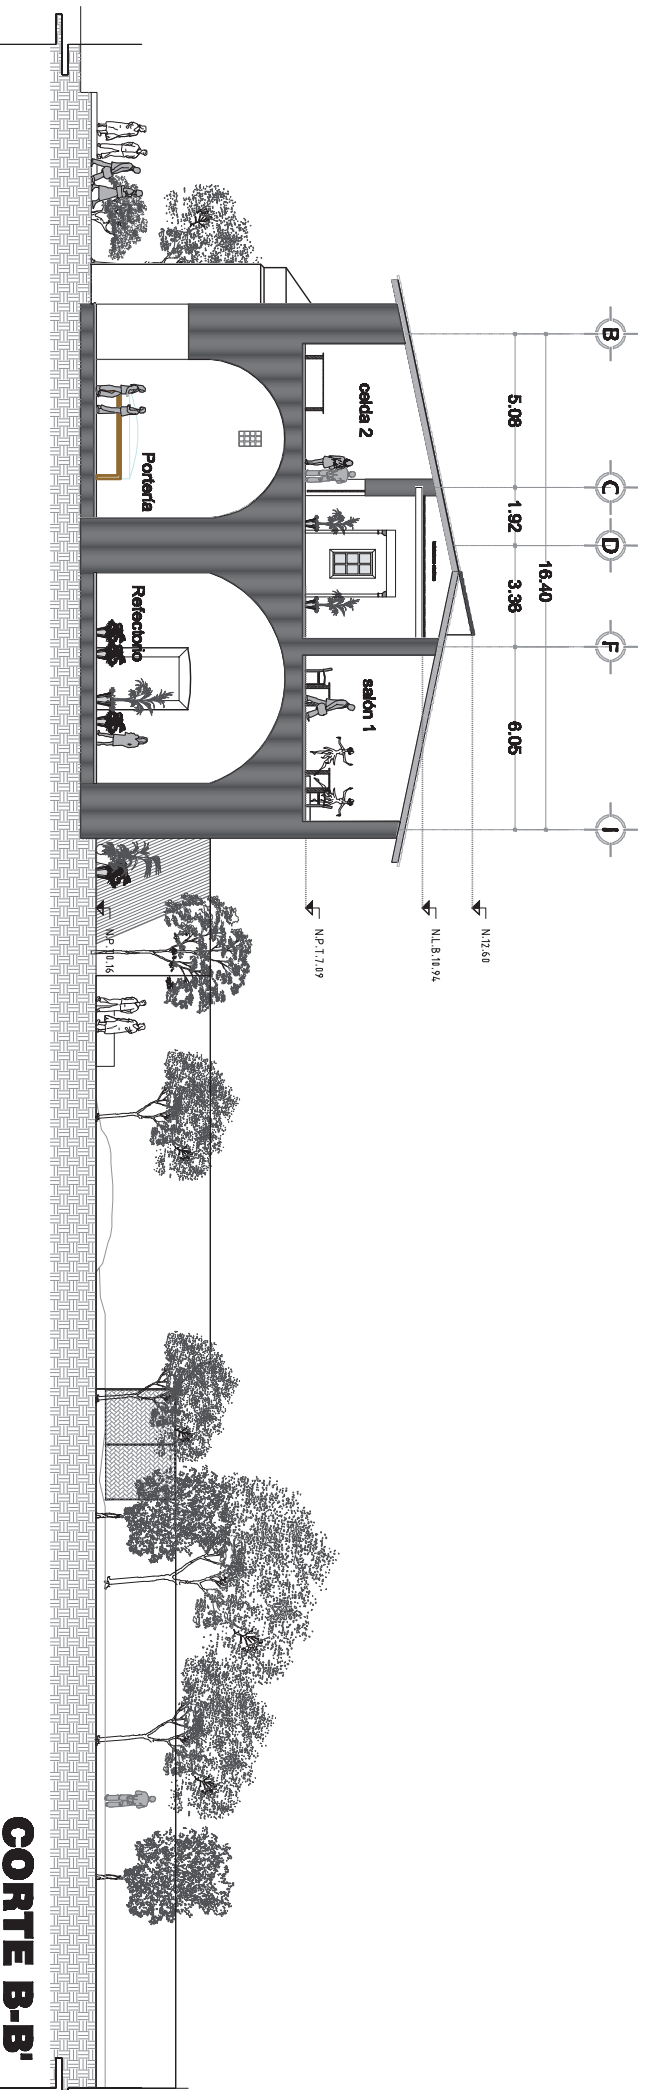 B
C
D
F
I
16.40
5.08
1.92
3.36
6.05
N.12.60
N.L.B.10.94
celda 2
salón 1
N.P.T.7.09
Portería
Refectorio
CORTE B-B'